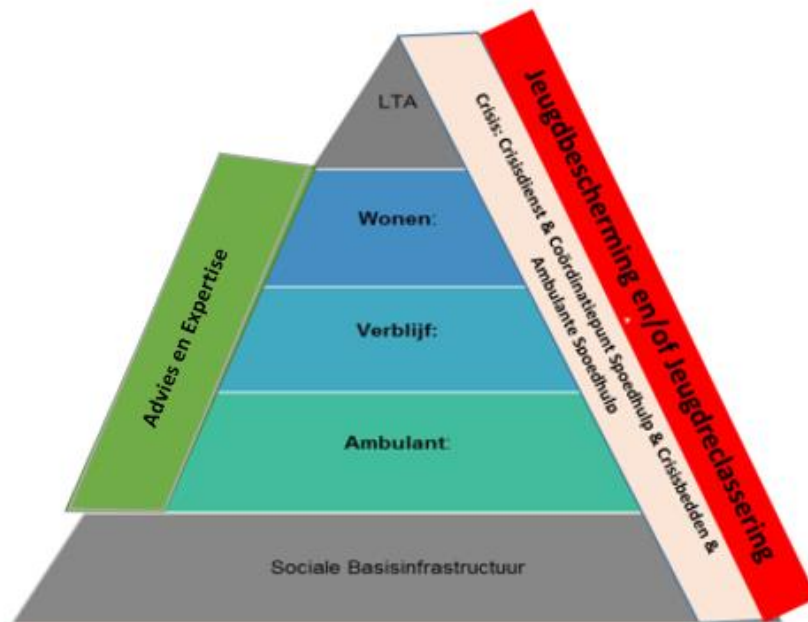 LTA
Wonen:
Verblijf:
Ambulant:
Sociale Basisinfrastructuur
Advies en Expertise
Crisis: Crisisdienst & Coördinatiepunt Spoedhulp & Crisisbedden &
Ambulante Spoedhulp
Jeugdbescherming en/of Jeugdreclassering